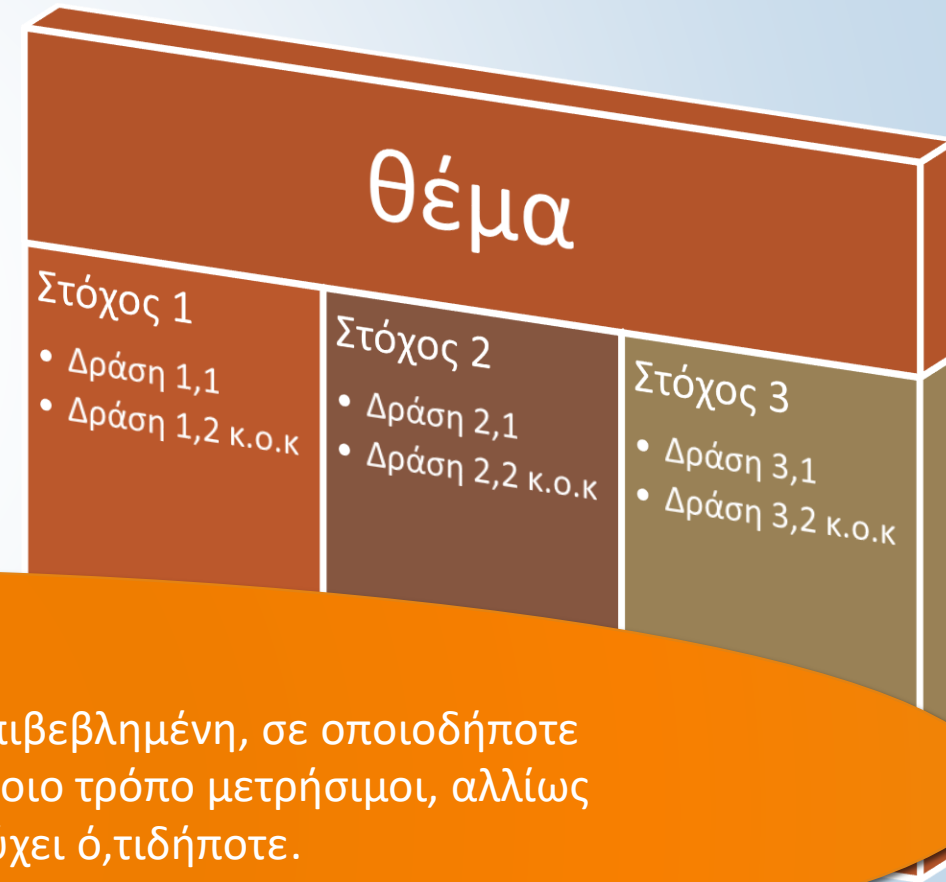 θέμα
Στόχος 1
• Δράση 1,1
• Δράση 1,2 κ.ο.κ
Στόχος 2
• Δράση 2,1
• Δράση 2,2 κ.ο.κ
Στόχος 3
• Δράση 3,1
• Δράση 3,2 κ.ο.κ
σε οποιοδήποτε
τρόπο μετρήσιμοι, αλλίως
ό,τιδήποτε.